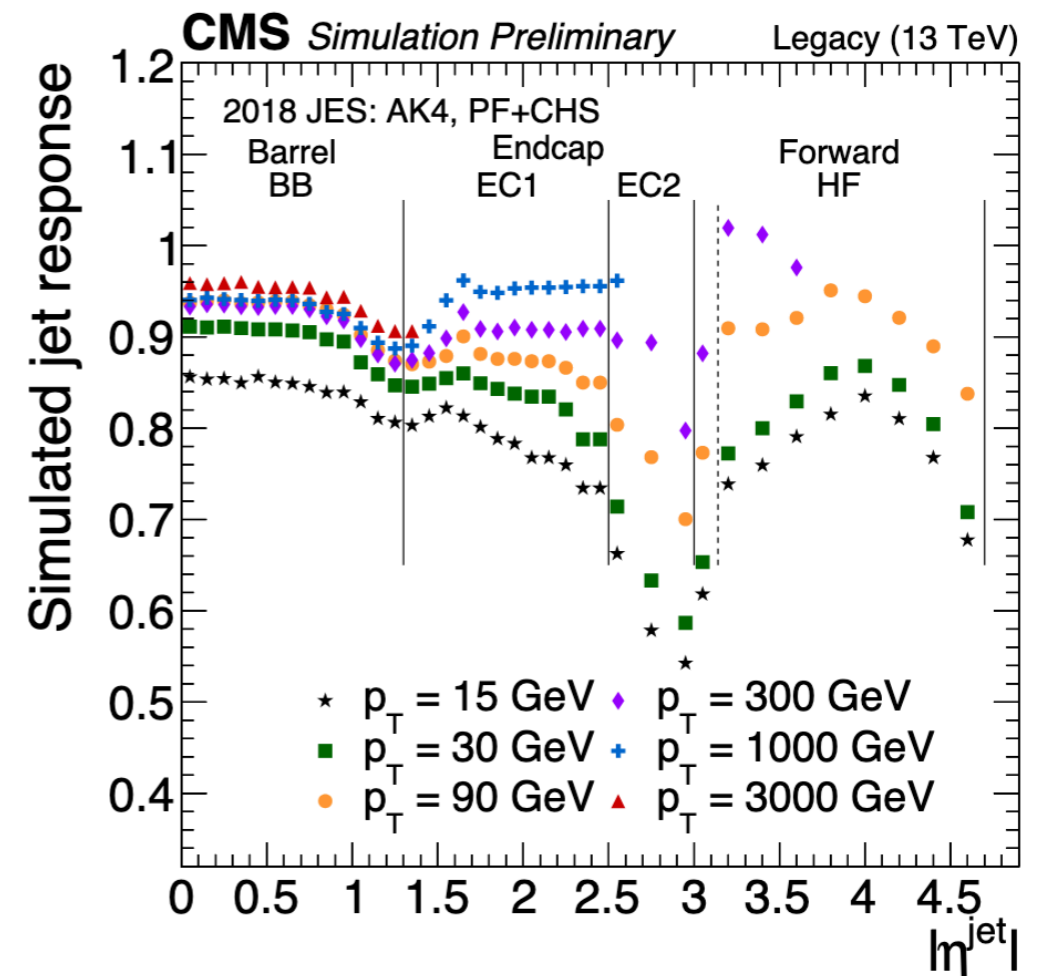 CMS Simulation Preliminary Legacy (13 TeV)
2018 JES: AK4, PF+CHS
Barrel Endcap Forward
BB EC1 EC2 HF
Simulated jet response
1.2
1.1
1
0.9
0.8
0.7
0.6
0.5
0.4
p_T = 15 GeV
p_T = 30 GeV
p_T = 90 GeV
p_T = 300 GeV
p_T = 1000 GeV
p_T = 3000 GeV
0 0.5 1 1.5 2 2.5 3 3.5 4 4.5
|η^jet|